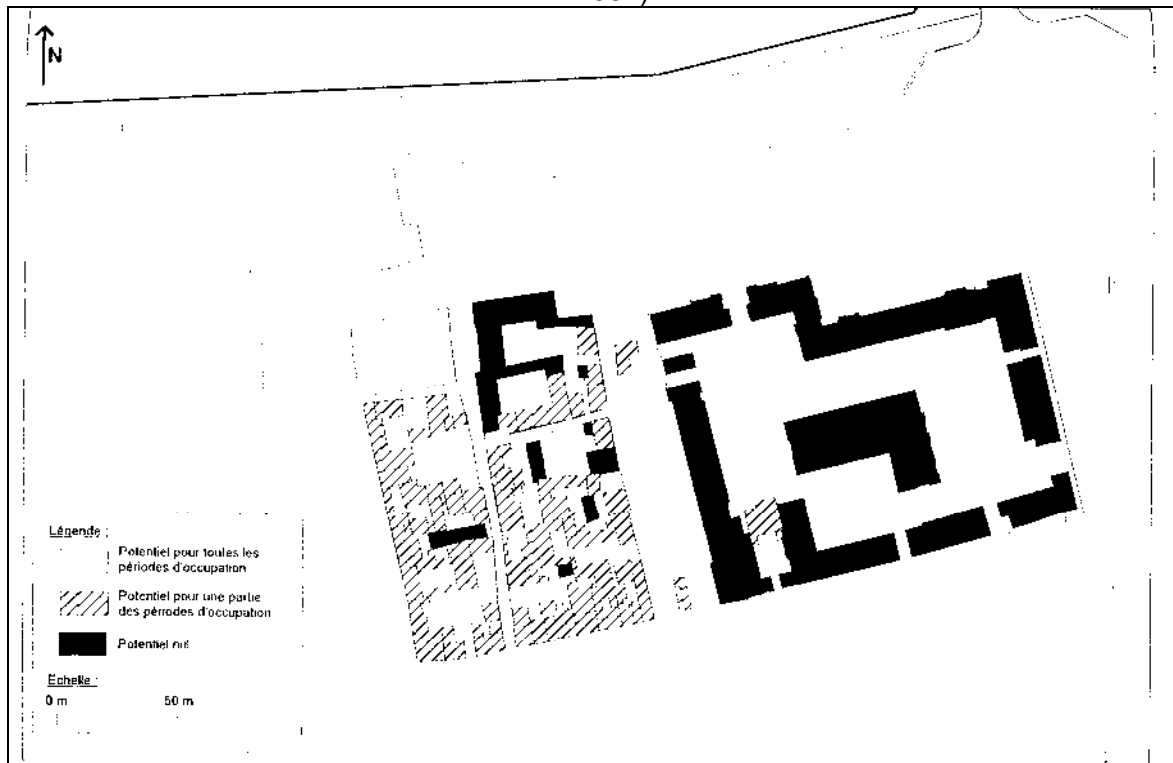 N
Légende :
Potentiel pour toutes les
périodes d'occupation
Potentiel pour une partie
des périodes d'occupation
Potentiel nul
Echelle :
0 m 50 m